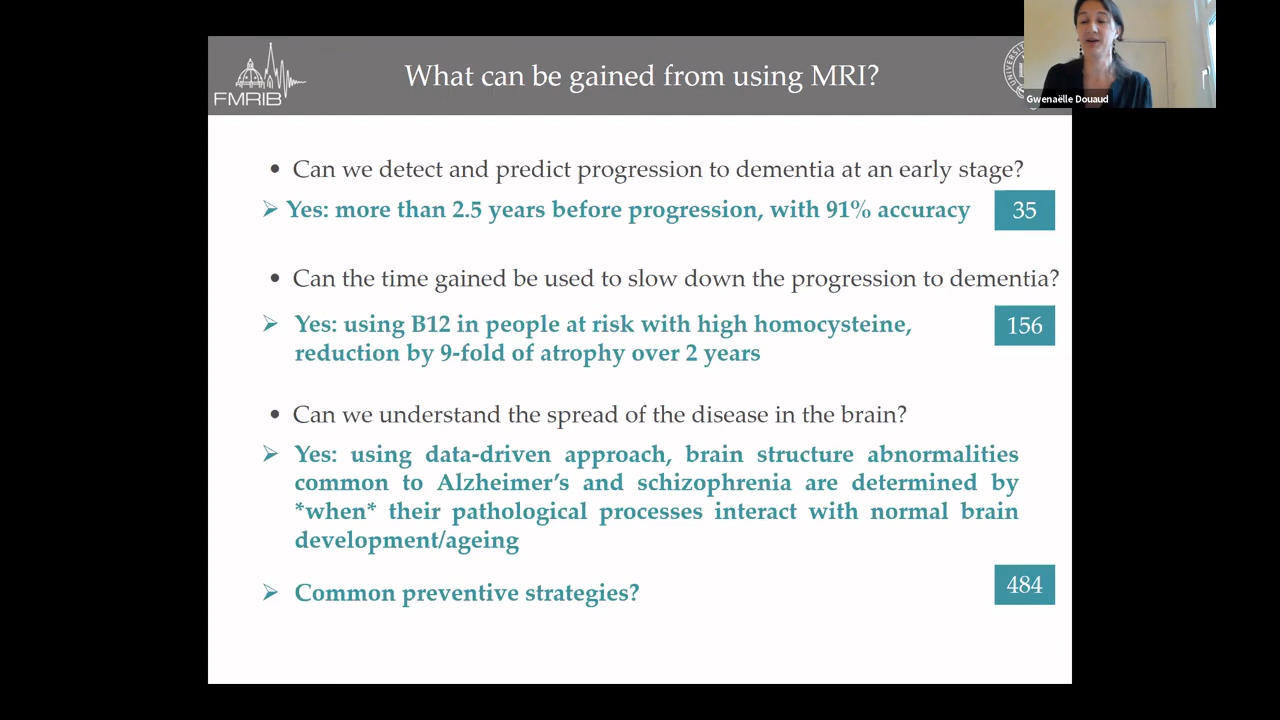 FMRIB
What can be gained from using MRI?
UNIVERSIT
Gwenaëlle Douaud
• Can we detect and predict progression to dementia at an early stage?
➢ Yes: more than 2.5 years before progression, with 91% accuracy
35
• Can the time gained be used to slow down the progression to dementia?
➢ Yes: using B12 in people at risk with high homocysteine,
reduction by 9-fold of atrophy over 2 years
156
• Can we understand the spread of the disease in the brain?
➢ Yes: using data-driven approach, brain structure abnormalities
common to Alzheimer's and schizophrenia are determined by
*when* their pathological processes interact with normal brain
development/ageing
➢ Common preventive strategies?
484